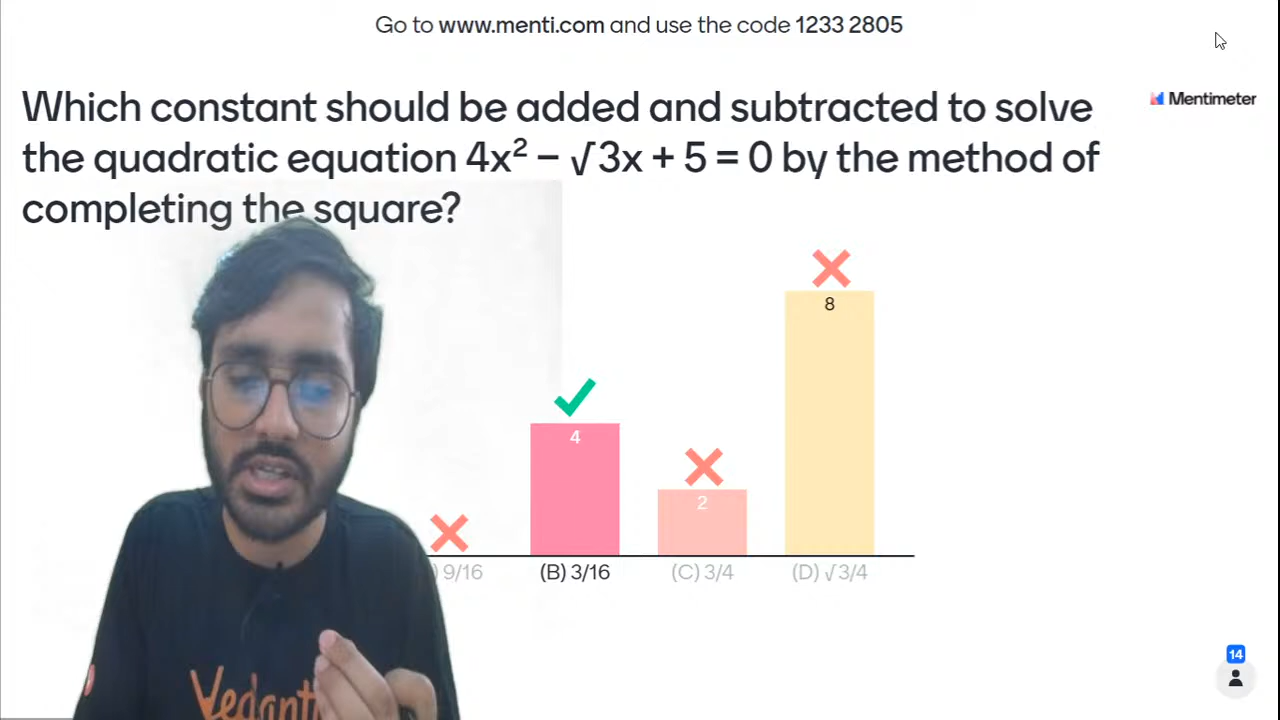 Go to www.menti.com and use the code 1233 2805
Mentimeter
Which constant should be added and subtracted to solve
the quadratic equation 4x² − √3x + 5 = 0 by the method of
completing the square?
8
4
2
) 9/16 (B) 3/16 (C) 3/4 (D) √3/4
14